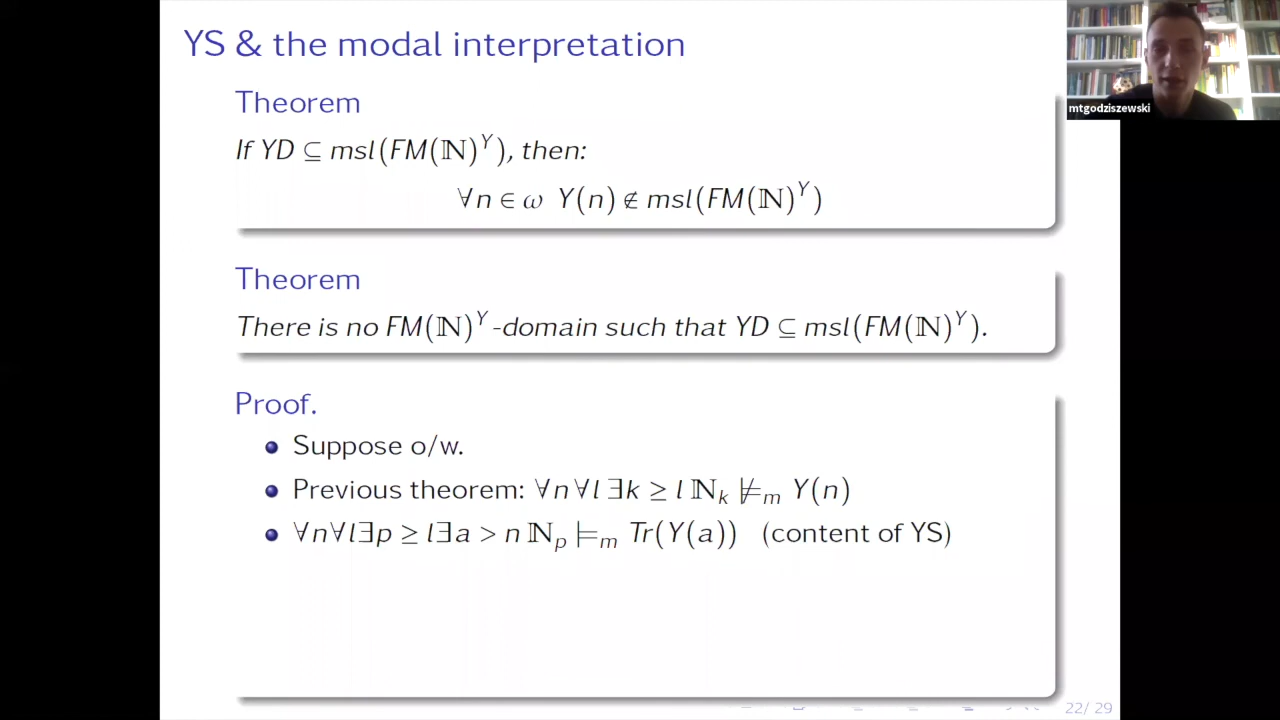 YS & the modal interpretation
mtgodziszewski
Theorem
If YD ⊆ msl(FM(ℕ)^Y), then:
∀n ∈ ω Y(n) ∉ msl(FM(ℕ)^Y)
Theorem
There is no FM(ℕ)^Y-domain such that YD ⊆ msl(FM(ℕ)^Y).
Proof.
Suppose o/w.
Previous theorem: ∀n∀l∃k ≥ l ℕ_k ⊭_m Y(n)
∀n∀l∃p ≥ l∃a > n ℕ_p ⊨_m Tr(Y(a)) (content of YS)
22/29